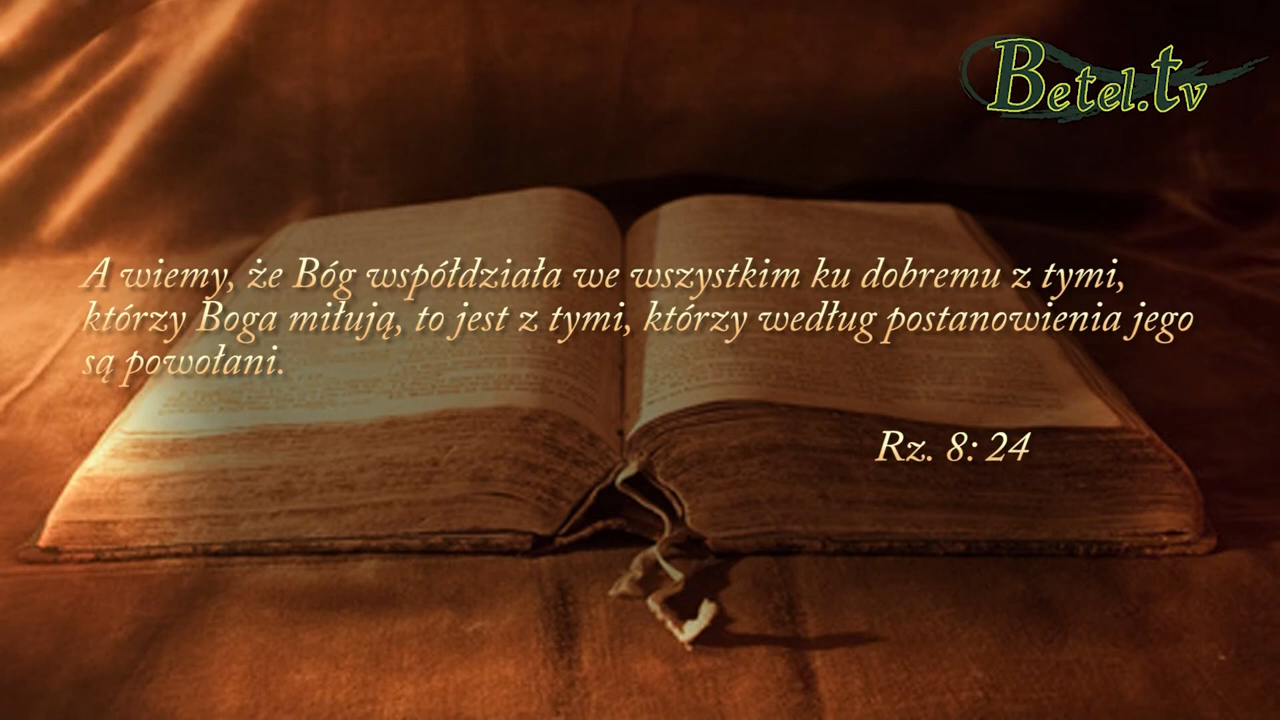 Betel.tv
A wiemy, że Bóg współdziała we wszystkim ku dobremu z tymi,
którzy Boga miłują, to jest z tymi, którzy według postanowienia jego
są powołani.
Rz. 8: 24